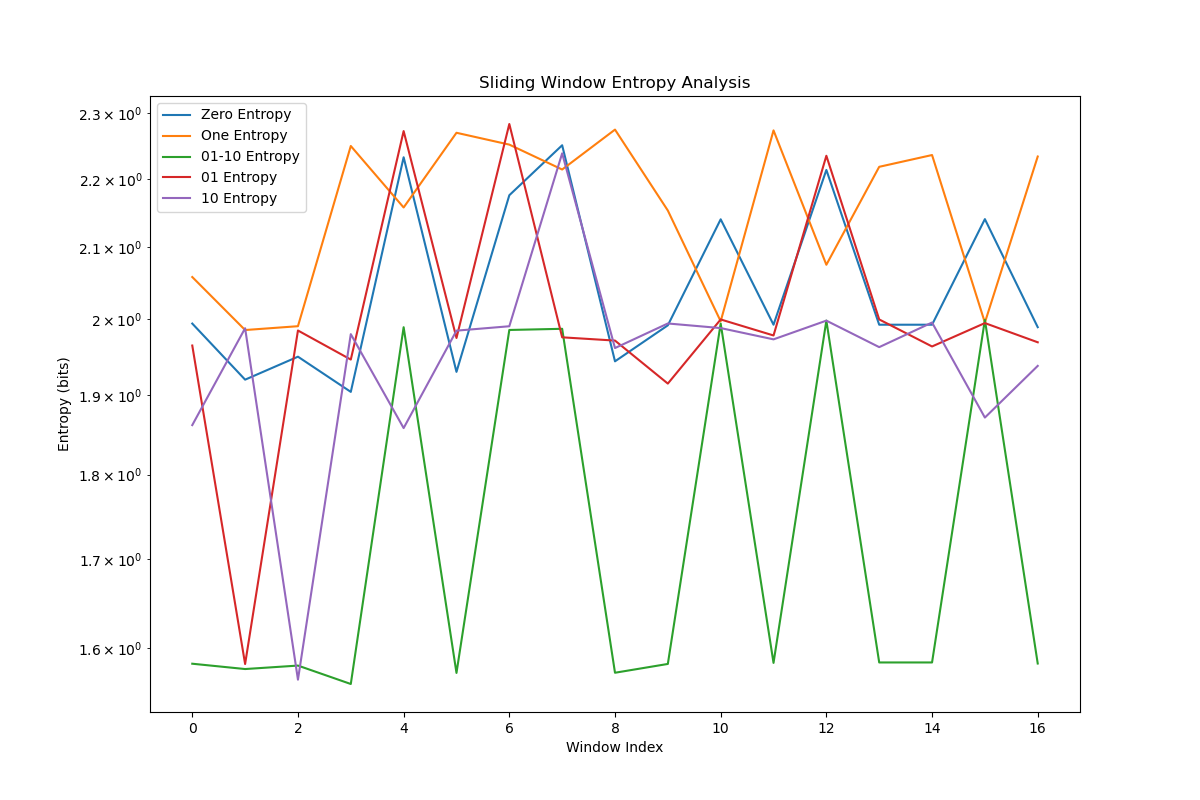 Sliding Window Entropy Analysis
Zero Entropy
One Entropy
01-10 Entropy
01 Entropy
10 Entropy
2.3 × 10⁰
2.2 × 10⁰
2.1 × 10⁰
2 × 10⁰
1.9 × 10⁰
1.8 × 10⁰
1.7 × 10⁰
1.6 × 10⁰
Entropy (bits)
0 2 4 6 8 10 12 14 16
Window Index